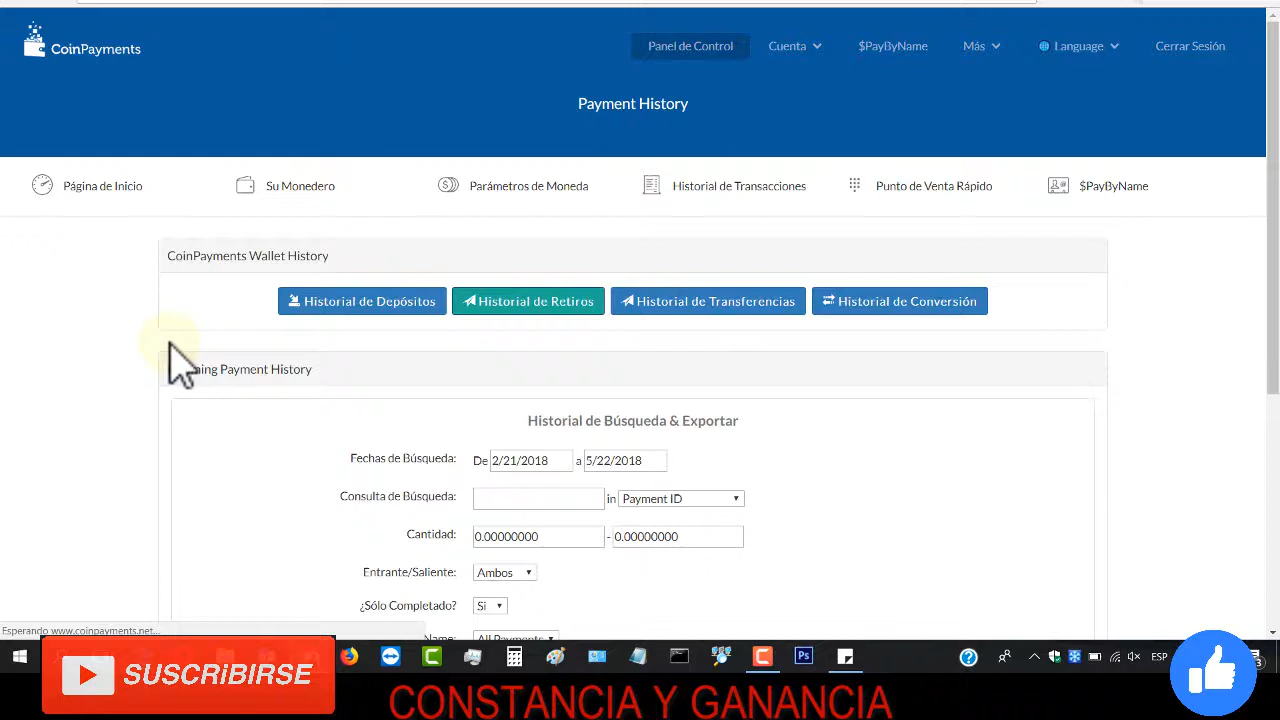 CoinPayments
Panel de Control
Cuenta
$PayByName
Más
Language
Cerrar Sesión
Payment History
Página de Inicio
Su Monedero
Parámetros de Moneda
Historial de Transacciones
Punto de Venta Rápido
$PayByName
CoinPayments Wallet History
Historial de Depósitos
Historial de Retiros
Historial de Transferencias
Historial de Conversión
Payment History
Historial de Búsqueda & Exportar
Fechas de Búsqueda: De 2/21/2018 a 5/22/2018
Consulta de Búsqueda: in Payment ID
Cantidad: 0.00000000 - 0.00000000
Entrante/Saliente: Ambos
¿Sólo Completado? Si
Name: All Payments
Esperando www.coinpayments.net...
Ps
ESP
3
SUSCRiBIRSE
CONSTANCIA Y GANANCIA